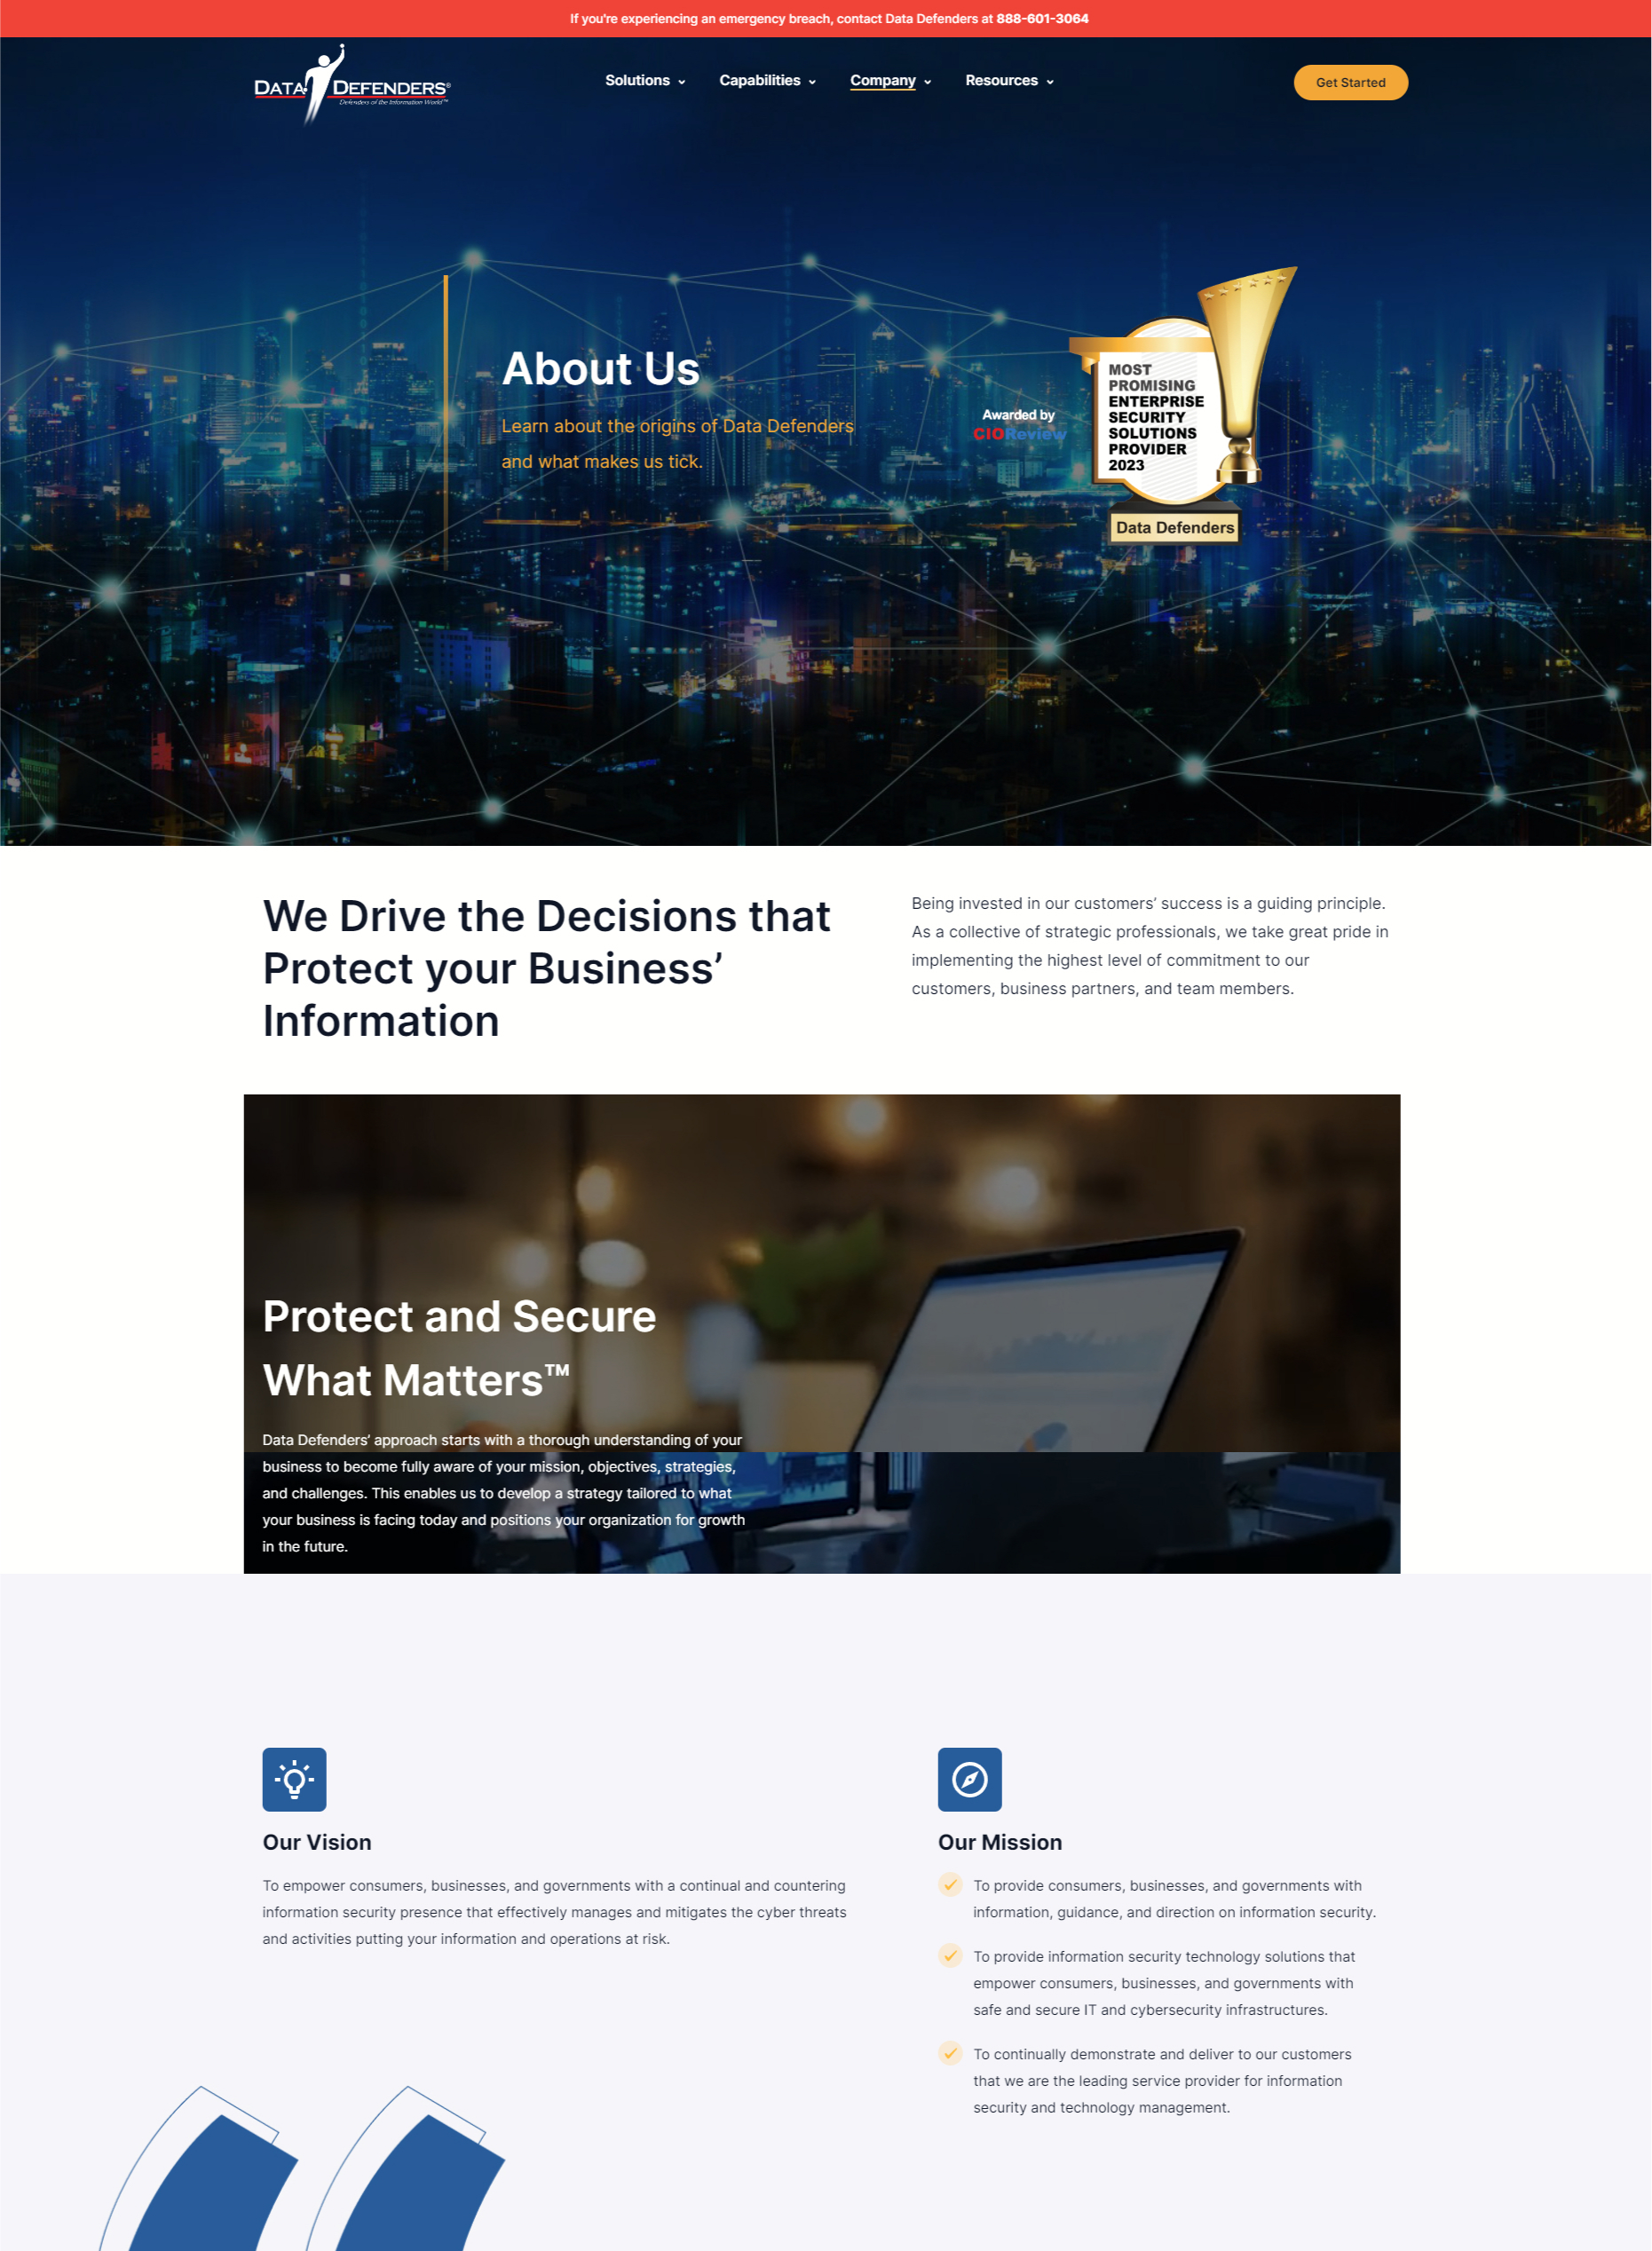 If you're experiencing an emergency breach, contact Data Defenders at 888-601-3064
DATA DEFENDERS®
Defenders of the Information World™
Solutions
Capabilities
Company
Resources
Get Started
About Us
Learn about the origins of Data Defenders
and what makes us tick.
Awarded by
CIOReview
MOST
PROMISING
ENTERPRISE
SECURITY
SOLUTIONS
PROVIDER
2023
Data Defenders
We Drive the Decisions that
Protect your Business’
Information
Being invested in our customers’ success is a guiding principle.
As a collective of strategic professionals, we take great pride in
implementing the highest level of commitment to our
customers, business partners, and team members.
Protect and Secure
What Matters™
Data Defenders’ approach starts with a thorough understanding of your
business to become fully aware of your mission, objectives, strategies,
and challenges. This enables us to develop a strategy tailored to what
your business is facing today and positions your organization for growth
in the future.
Our Vision
To empower consumers, businesses, and governments with a continual and countering
information security presence that effectively manages and mitigates the cyber threats
and activities putting your information and operations at risk.
Our Mission
To provide consumers, businesses, and governments with
information, guidance, and direction on information security.
To provide information security technology solutions that
empower consumers, businesses, and governments with
safe and secure IT and cybersecurity infrastructures.
To continually demonstrate and deliver to our customers
that we are the leading service provider for information
security and technology management.